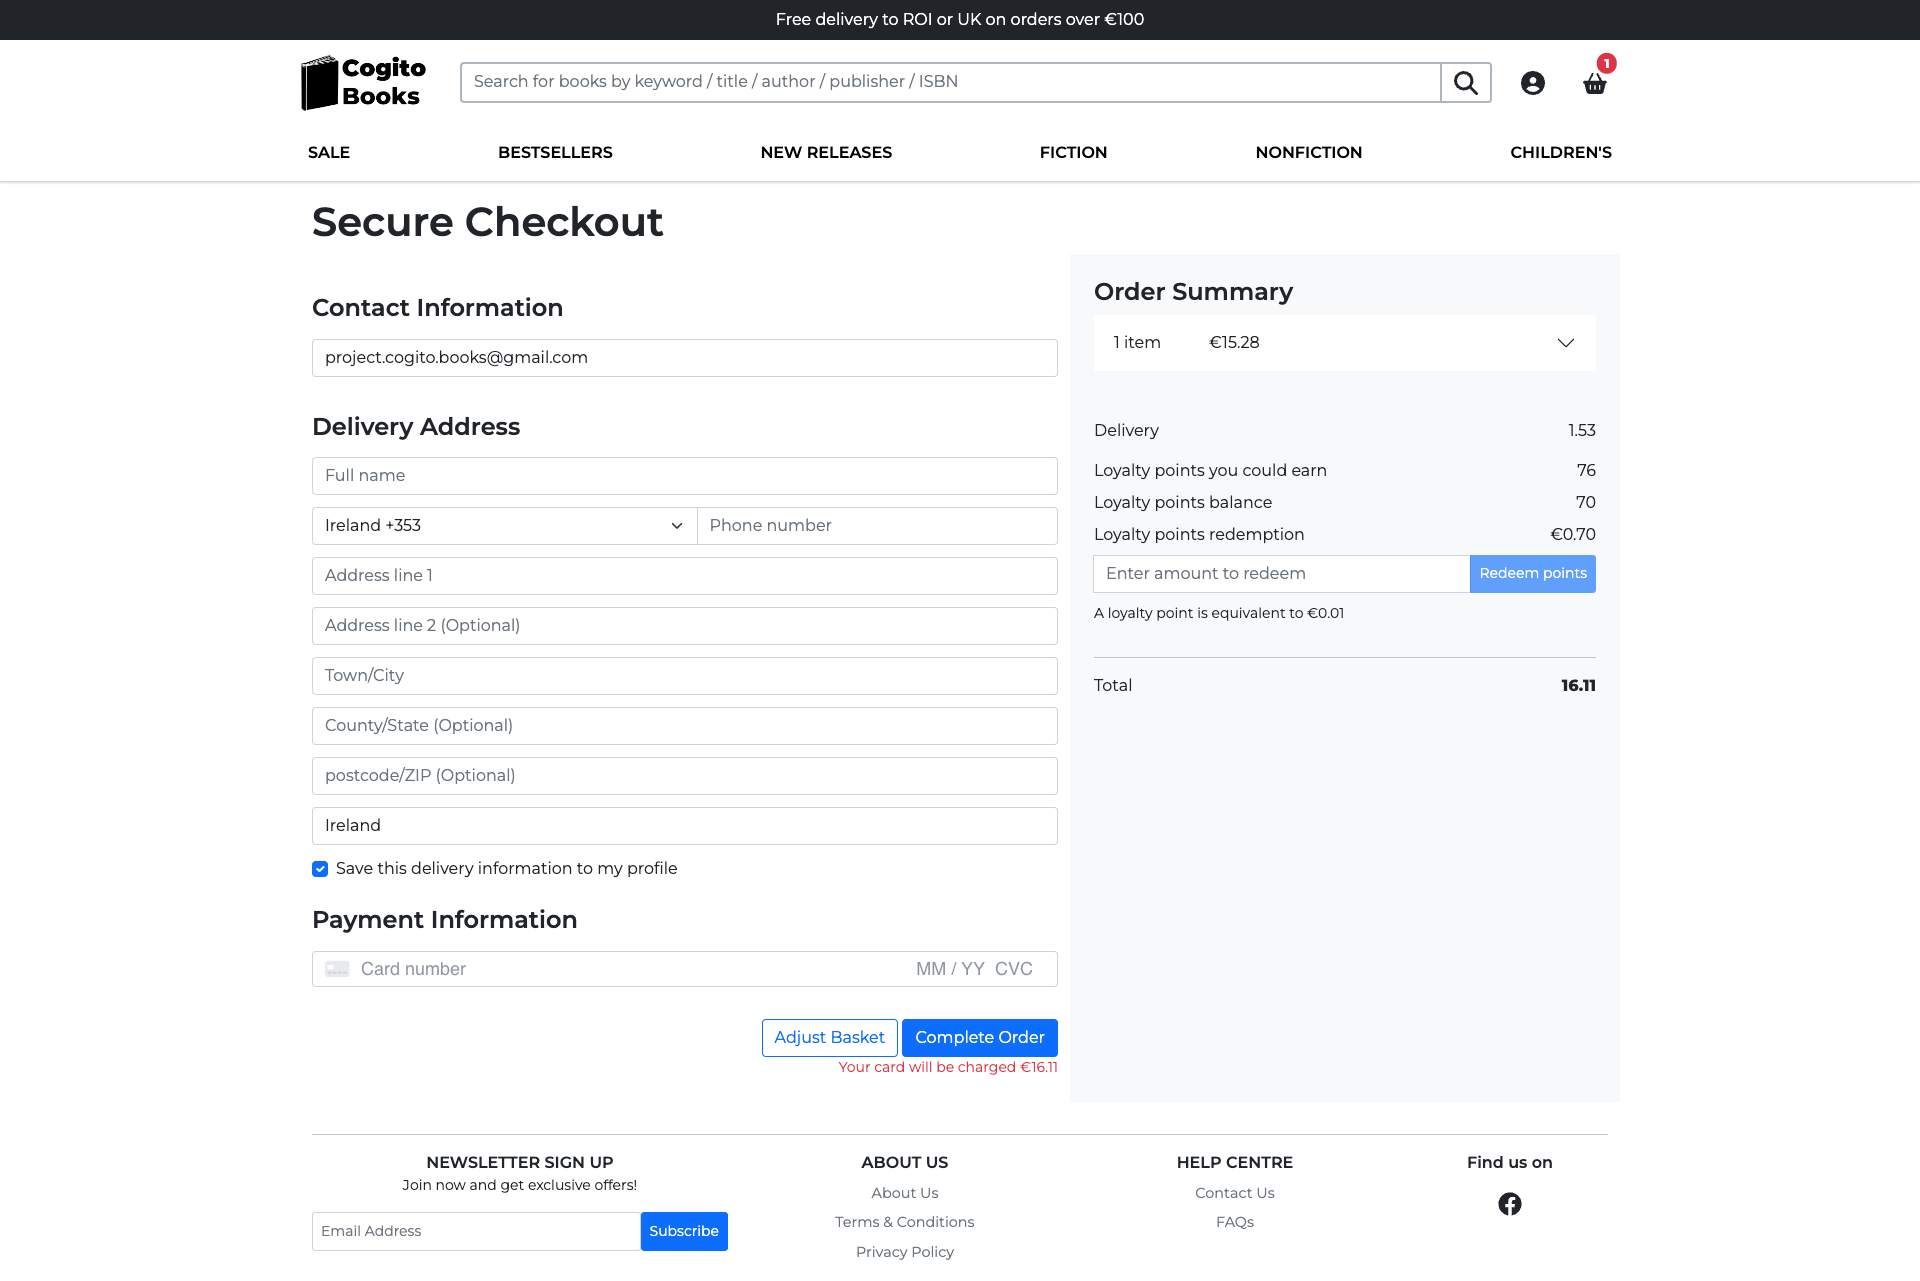 Free delivery to ROI or UK on orders over €100
Cogito
Books
Search for books by keyword / title / author / publisher / ISBN
1
SALE
BESTSELLERS
NEW RELEASES
FICTION
NONFICTION
CHILDREN'S
Secure Checkout
Contact Information
project.cogito.books@gmail.com
Delivery Address
Full name
Ireland +353
Phone number
Address line 1
Address line 2 (Optional)
Town/City
County/State (Optional)
postcode/ZIP (Optional)
Ireland
Save this delivery information to my profile
Payment Information
Card number
MM / YY CVC
Adjust Basket
Complete Order
Your card will be charged €16.11
Order Summary
1 item €15.28
Delivery 1.53
Loyalty points you could earn 76
Loyalty points balance 70
Loyalty points redemption €0.70
Enter amount to redeem
Redeem points
A loyalty point is equivalent to €0.01
Total 16.11
NEWSLETTER SIGN UP
Join now and get exclusive offers!
Email Address
Subscribe
ABOUT US
About Us
Terms & Conditions
Privacy Policy
HELP CENTRE
Contact Us
FAQs
Find us on